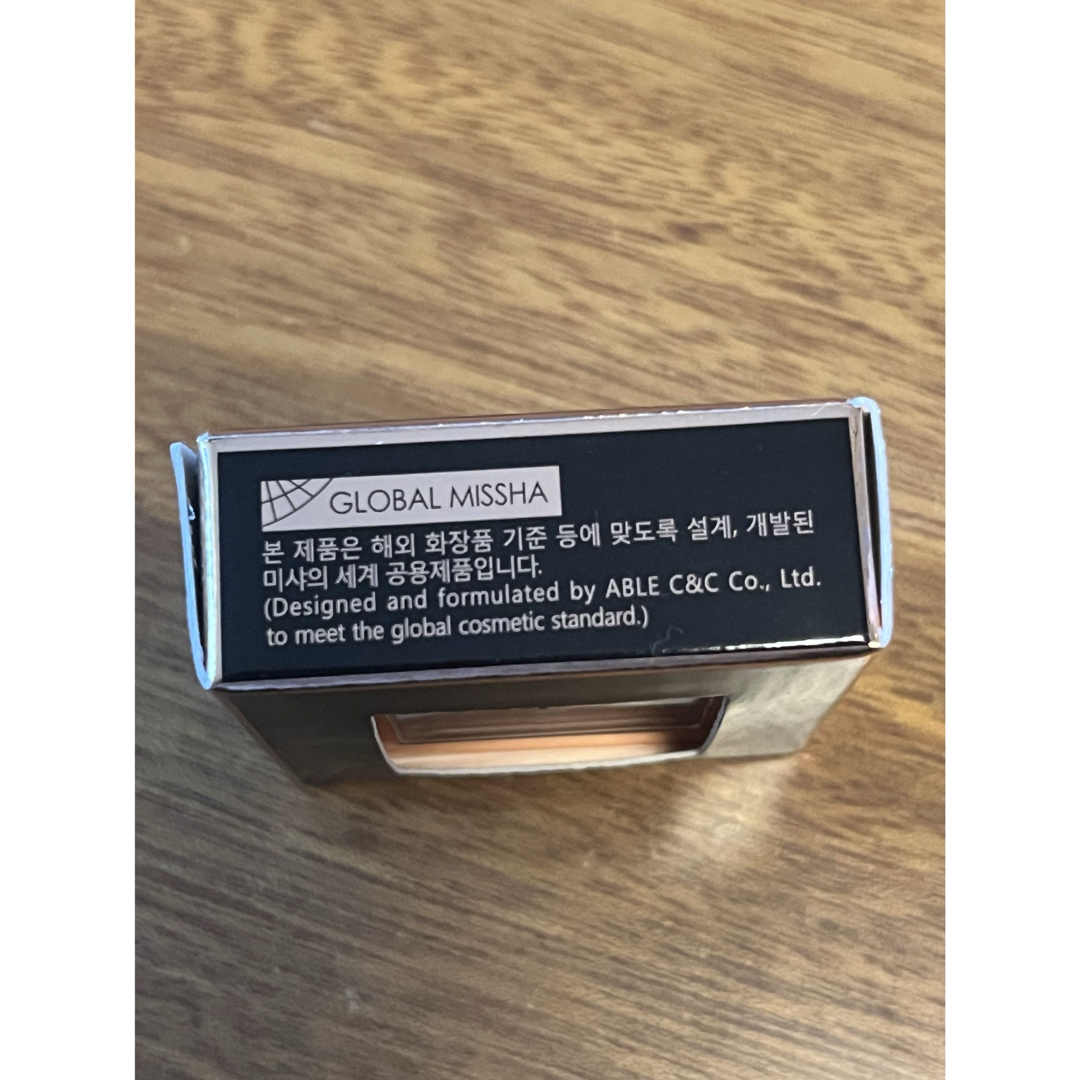 GLOBAL MISSHA
본 제품은 해외 화장품 기준 등에 맞도록 설계, 개발된
미샤의 세계 공용제품입니다.
(Designed and formulated by ABLE C&C Co., Ltd.
to meet the global cosmetic standard.)